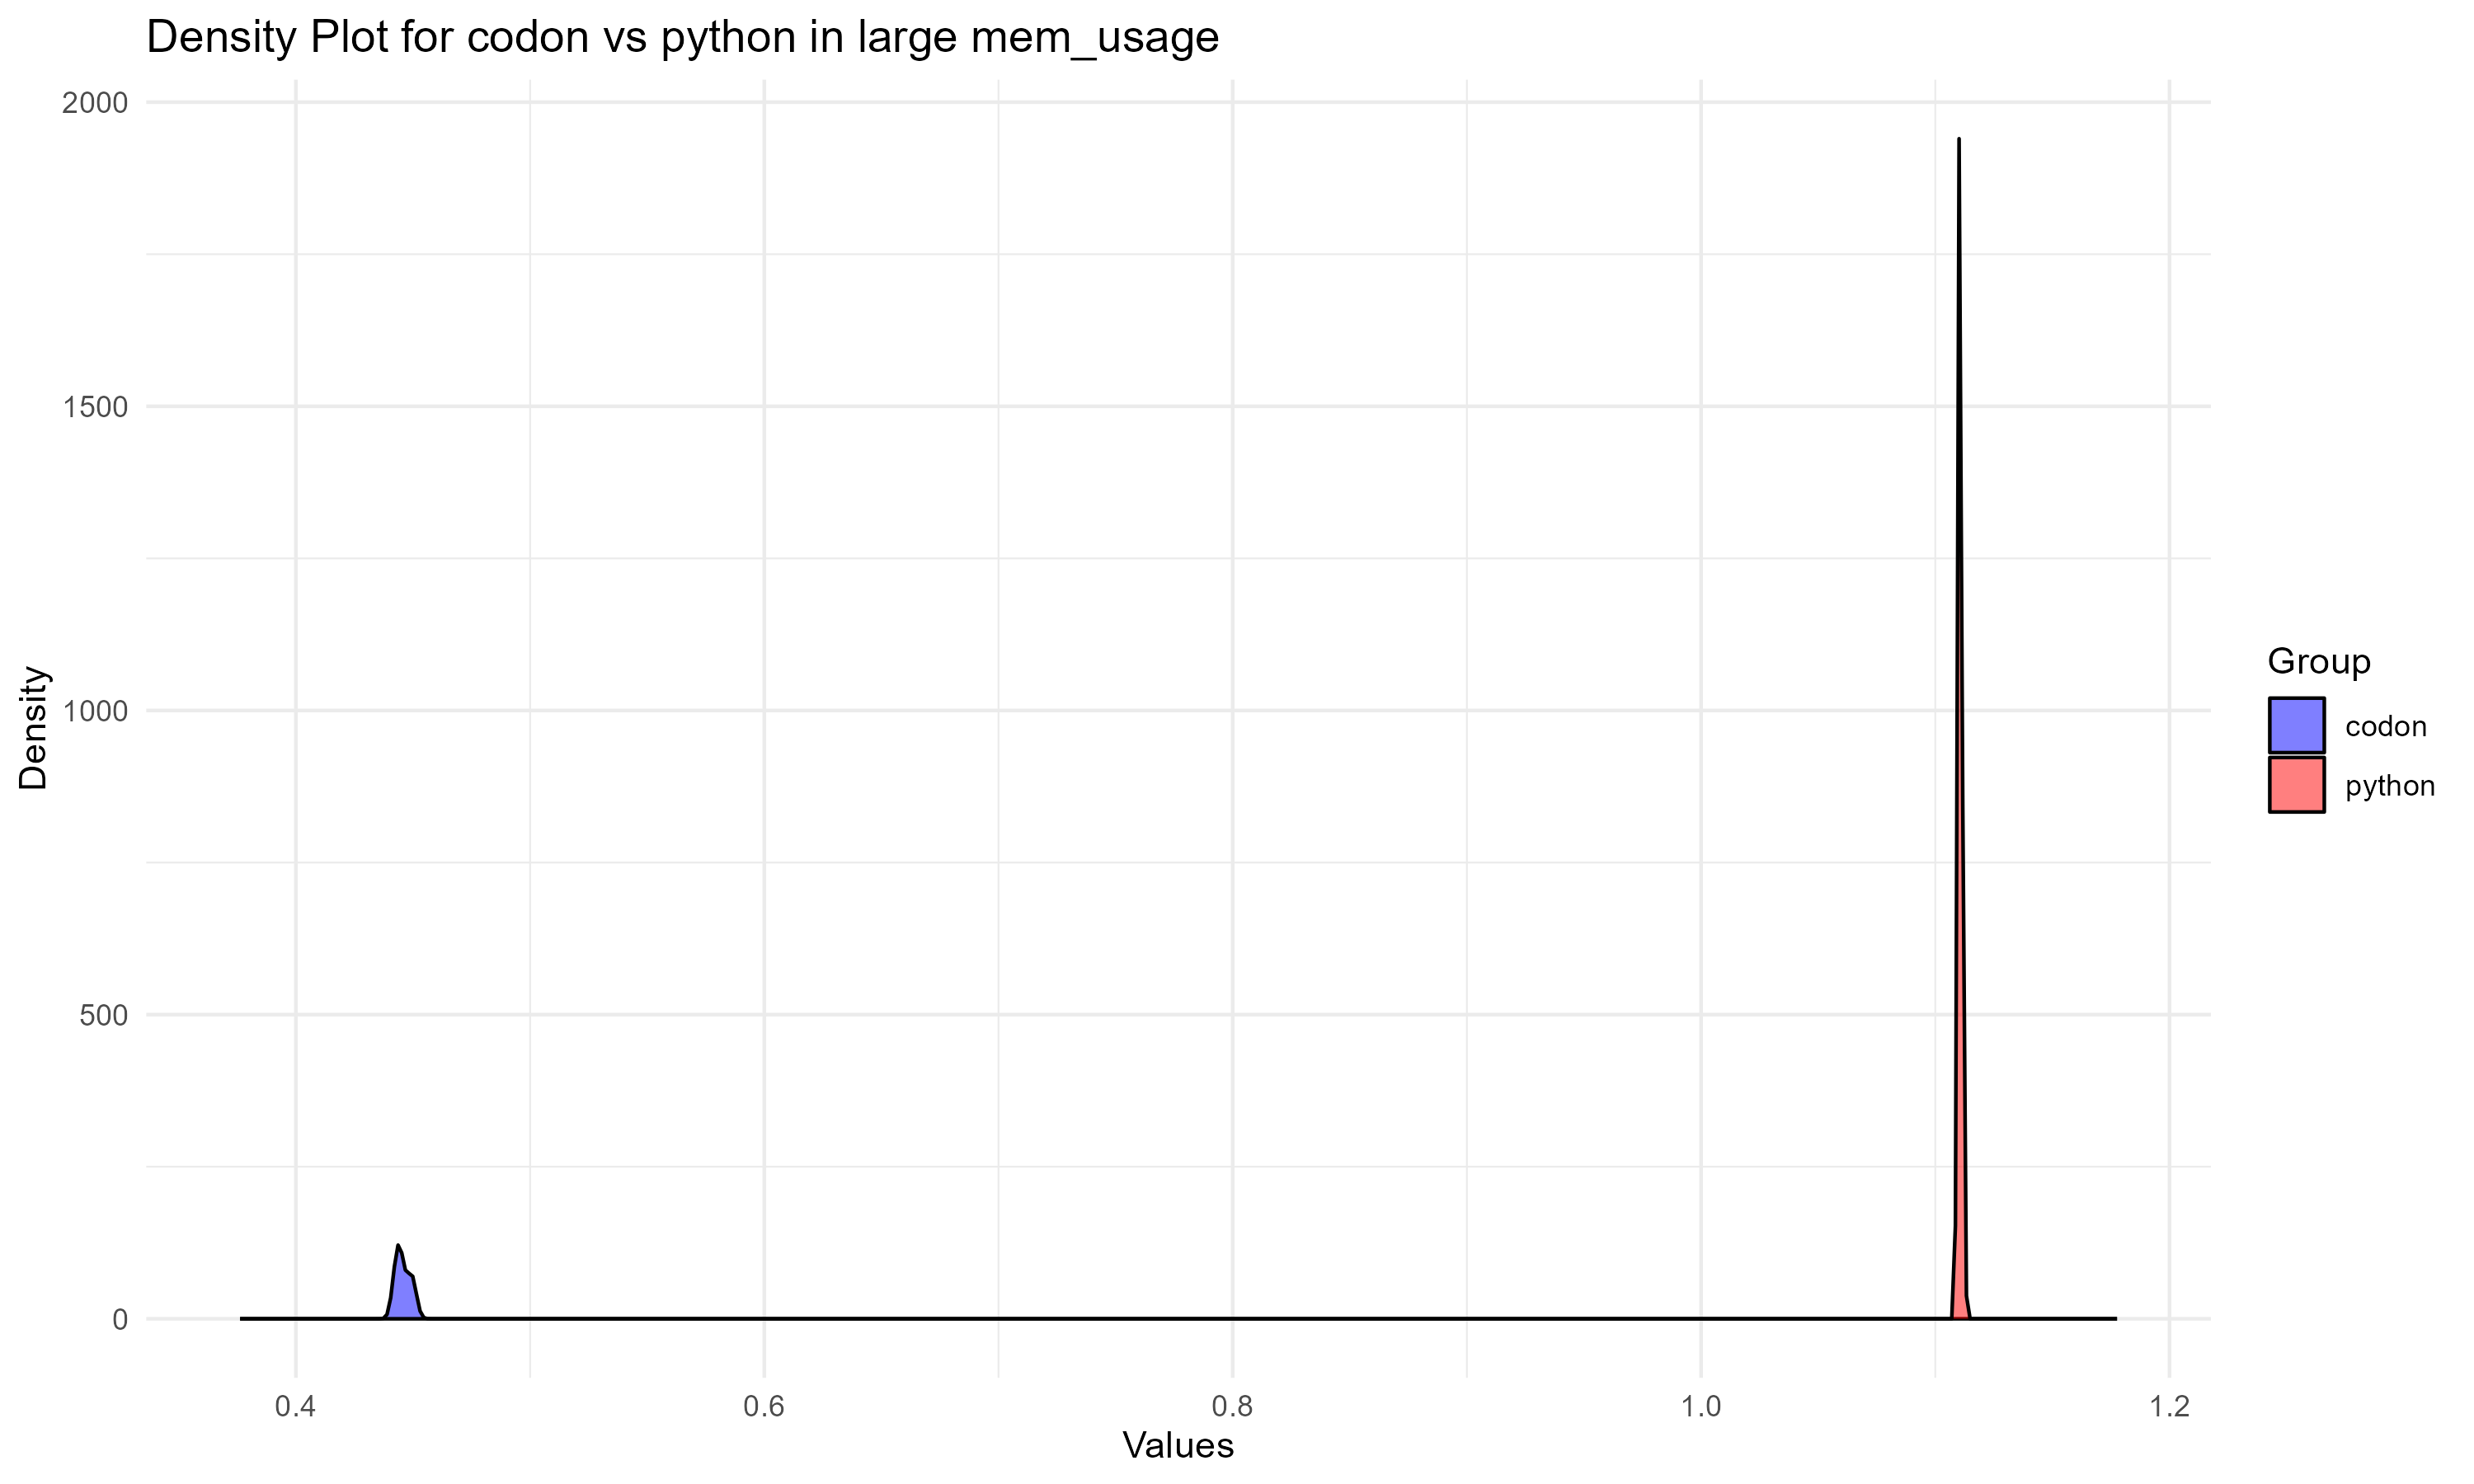 Density Plot for codon vs python in large mem_usage
2000
1500
1000
500
0
Density
0.4 0.6 0.8 1.0 1.2
Values
Group
codon
python